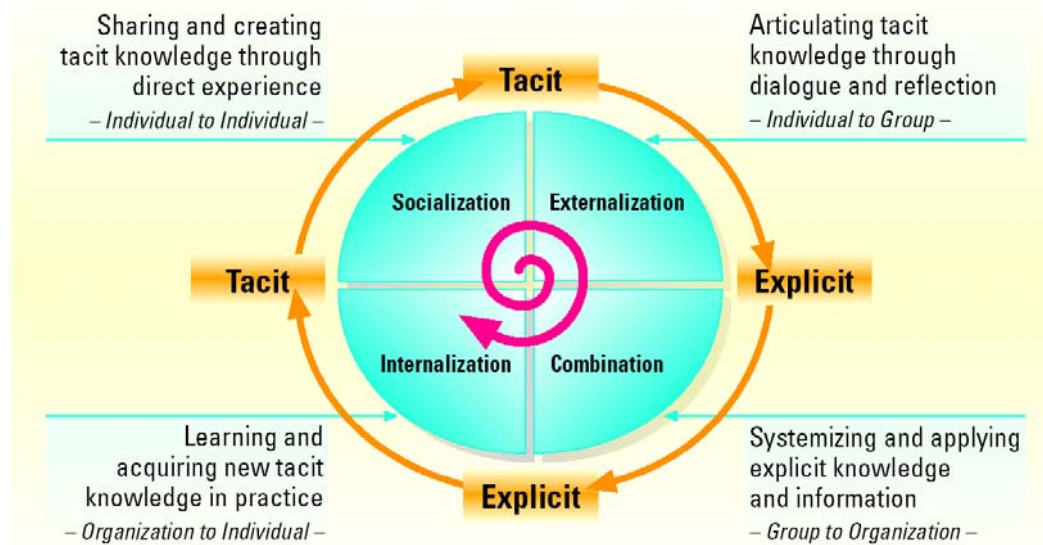 Sharing and creating
tacit knowledge through
direct experience
– Individual to Individual –
Articulating tacit
knowledge through
dialogue and reflection
– Individual to Group –
Tacit
Socialization
Externalization
Tacit
Explicit
Internalization
Combination
Explicit
Learning and
acquiring new tacit
knowledge in practice
– Organization to Individual –
Systemizing and applying
explicit knowledge
and information
– Group to Organization –